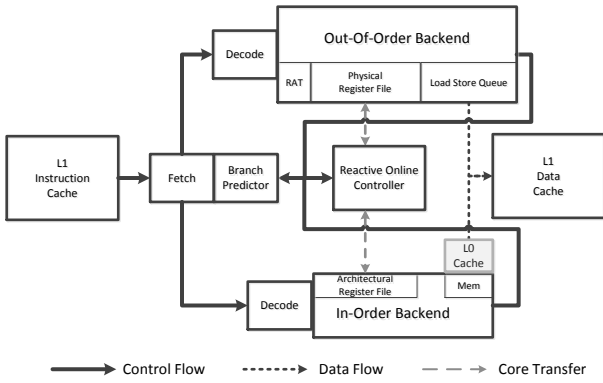 Out-Of-Order Backend
Decode
RAT
Physical
Register File
Load Store Queue
L1
Instruction
Cache
Fetch
Branch
Predictor
Reactive Online
Controller
L1
Data
Cache
L0
Cache
Decode
Architectural
Register File
Mem
In-Order Backend
Control Flow
Data Flow
Core Transfer